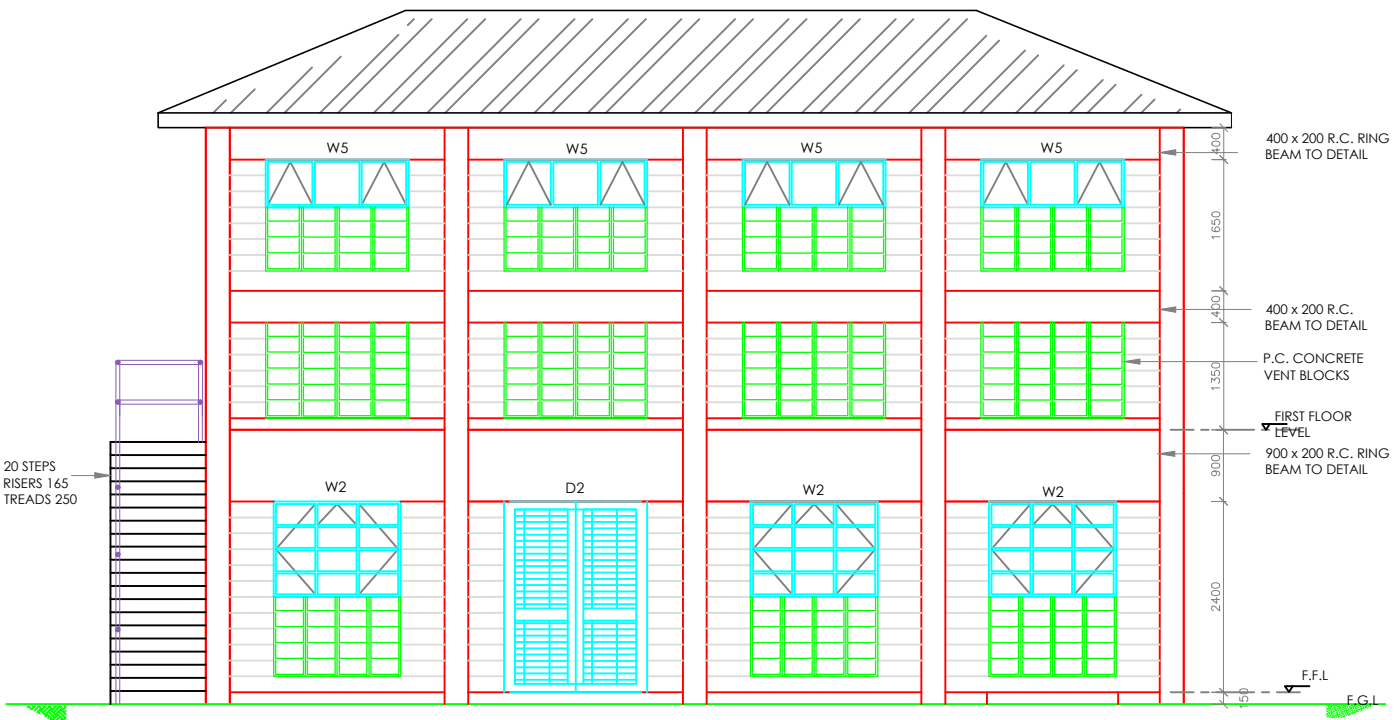 W5
W5
W5
W5
400
400 x 200 R.C. RING
BEAM TO DETAIL
1650
400
400 x 200 R.C.
BEAM TO DETAIL
1350
P.C. CONCRETE
VENT BLOCKS
FIRST FLOOR
LEVEL
900
900 x 200 R.C. RING
BEAM TO DETAIL
20 STEPS
RISERS 165
TREADS 250
W2
D2
W2
W2
2400
F.F.L
150
F.G.L